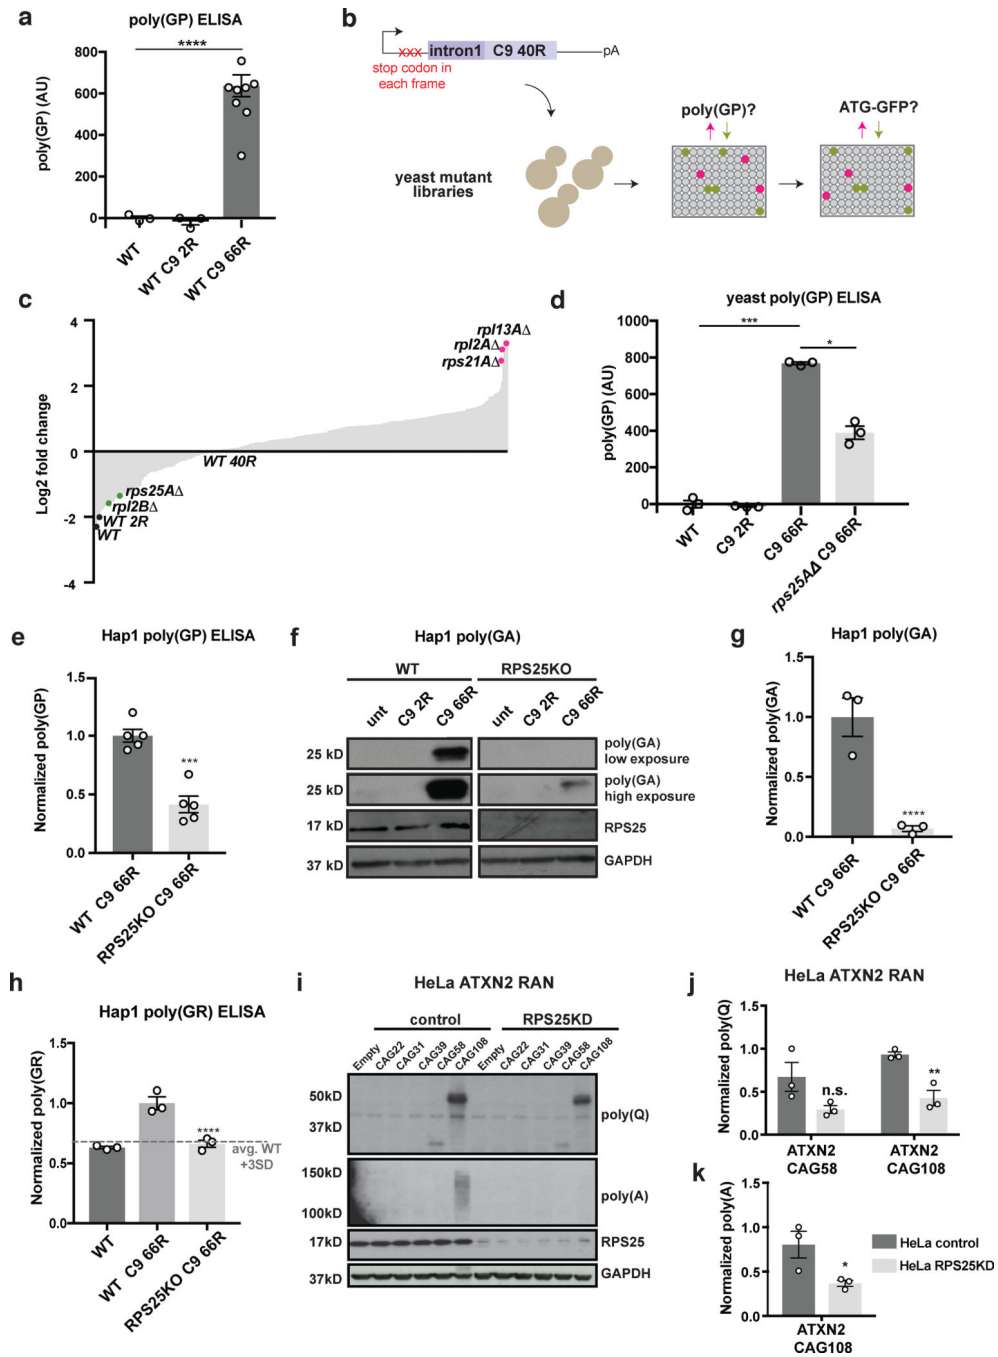 a
poly(GP) ELISA
****
800
600
400
200
0
poly(GP) (AU)
WT
WT C9 2R
WT C9 66R
b
xxx
intron1
C9 40R
pA
stop codon in
each frame
yeast mutant
libraries
poly(GP)?
ATG-GFP?
c
4
2
0
-2
-4
Log2 fold change
rpl13AΔ
rpl2AΔ
rps21AΔ
WT 40R
rps25AΔ
rpl2BΔ
WT 2R
WT
d
yeast poly(GP) ELISA
***
*
1000
800
600
400
200
0
poly(GP) (AU)
WT
C9 2R
C9 66R
rps25AΔ C9 66R
e
Hap1 poly(GP) ELISA
1.5
1.0
0.5
0.0
Normalized poly(GP)
***
WT C9 66R
RPS25KO C9 66R
f
Hap1 poly(GA)
WT
RPS25KO
unt
C9 2R
C9 66R
unt
C9 2R
C9 66R
25 kD
poly(GA)
low exposure
25 kD
poly(GA)
high exposure
17 kD
RPS25
37 kD
GAPDH
g
Hap1 poly(GA)
1.5
1.0
0.5
0.0
Normalized poly(GA)
****
WT C9 66R
RPS25KO C9 66R
h
Hap1 poly(GR) ELISA
1.5
1.0
0.5
0.0
Normalized poly(GR)
****
avg. WT
+3SD
WT
WT C9 66R
RPS25KO C9 66R
i
HeLa ATXN2 RAN
control
RPS25KD
Empty
CAG22
CAG31
CAG39
CAG58
CAG108
Empty
CAG22
CAG31
CAG39
CAG58
CAG108
50kD
37kD
poly(Q)
150kD
100kD
poly(A)
17kD
RPS25
37kD
GAPDH
j
HeLa ATXN2 RAN
1.5
1.0
0.5
0.0
Normalized poly(Q)
n.s.
**
ATXN2
CAG58
ATXN2
CAG108
k
1.0
0.5
0.0
Normalized poly(A)
*
ATXN2
CAG108
HeLa control
HeLa RPS25KD